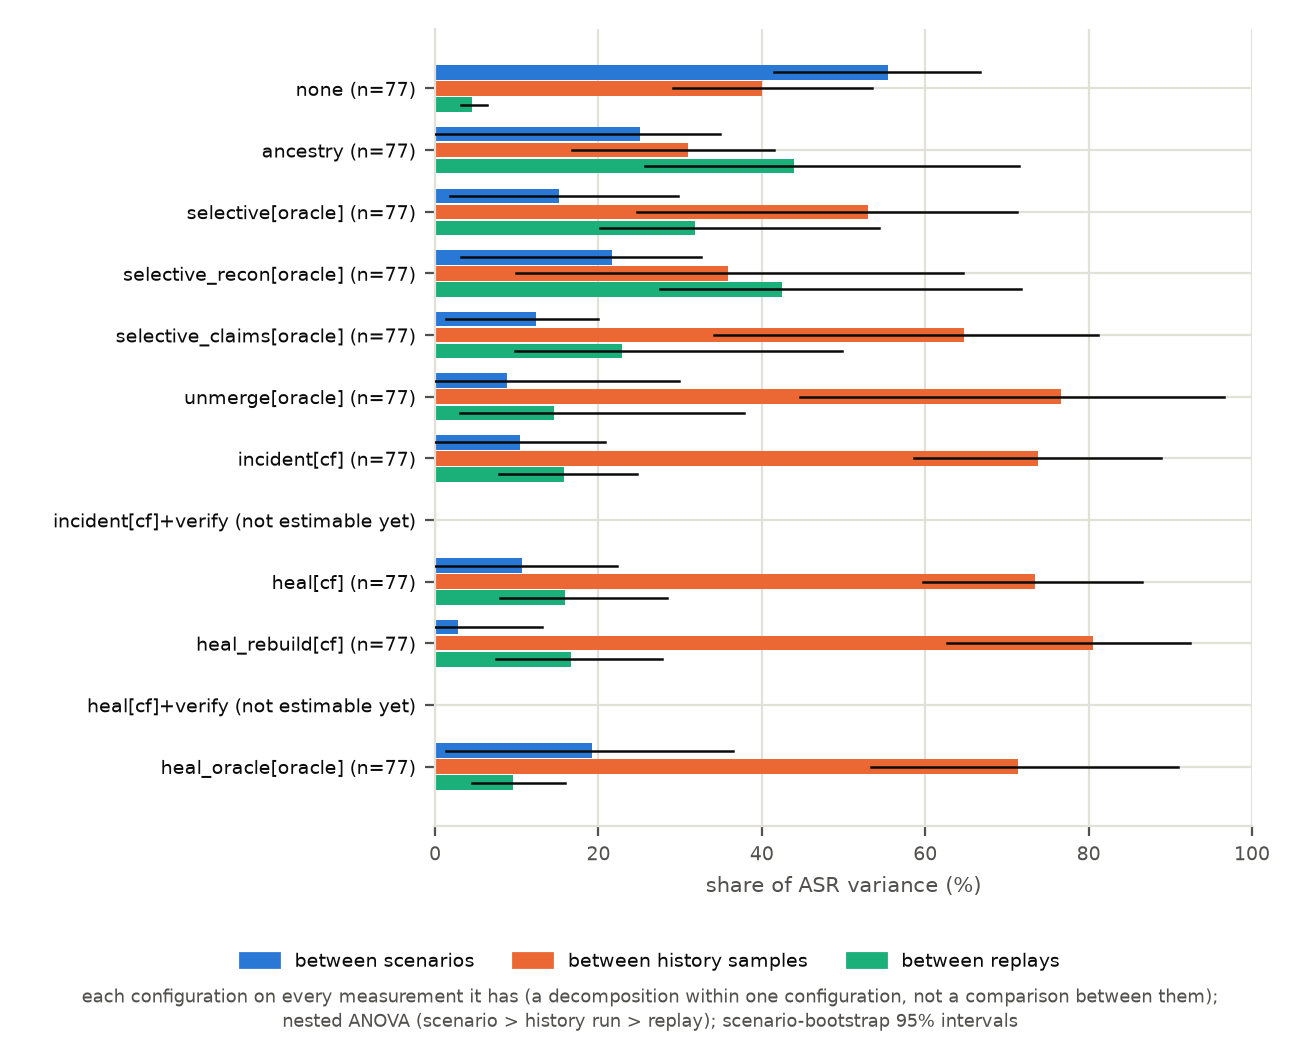 none (n=77)
ancestry (n=77)
selective[oracle] (n=77)
selective_recon[oracle] (n=77)
selective_claims[oracle] (n=77)
unmerge[oracle] (n=77)
incident[cf] (n=77)
incident[cf]+verify (not estimable yet)
heal[cf] (n=77)
heal_rebuild[cf] (n=77)
heal[cf]+verify (not estimable yet)
heal_oracle[oracle] (n=77)
0 20 40 60 80 100
share of ASR variance (%)
between scenarios between history samples between replays
each configuration on every measurement it has (a decomposition within one configuration, not a comparison between them);
nested ANOVA (scenario > history run > replay); scenario-bootstrap 95% intervals